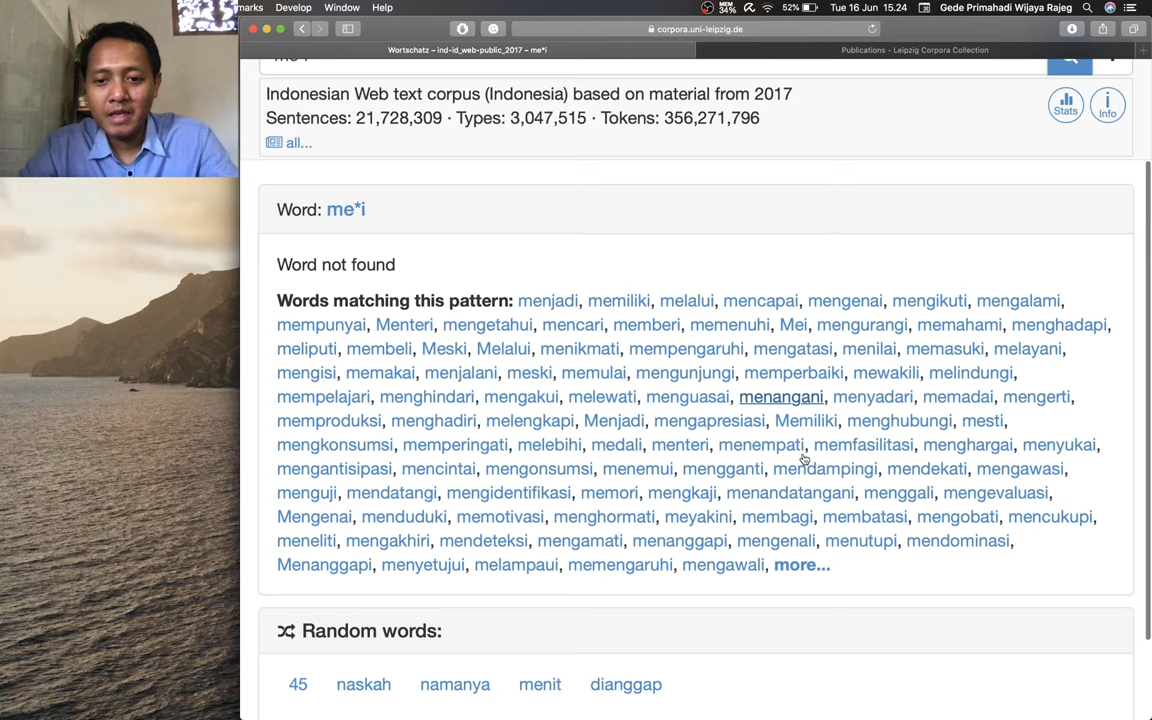 marks Develop Window Help MEM 34% 52% Tue 16 Jun 15.24 Gede Primahadi Wijaya Rajeg
corpora.uni-leipzig.de
Wortschatz – ind-id_web-public_2017 – me*i Publications - Leipzig Corpora Collection
Indonesian Web text corpus (Indonesia) based on material from 2017
Sentences: 21,728,309 · Types: 3,047,515 · Tokens: 356,271,796
all...
Stats
Info
Word: me*i
Word not found
Words matching this pattern: menjadi, memiliki, melalui, mencapai, mengenai, mengikuti, mengalami,
mempunyai, Menteri, mengetahui, mencari, memberi, memenuhi, Mei, mengurangi, memahami, menghadapi,
meliputi, membeli, Meski, Melalui, menikmati, mempengaruhi, mengatasi, menilai, memasuki, melayani,
mengisi, memakai, menjalani, meski, memulai, mengunjungi, memperbaiki, mewakili, melindungi,
mempelajari, menghindari, mengakui, melewati, menguasai, menangani, menyadari, memadai, mengerti,
memproduksi, menghadiri, melengkapi, Menjadi, mengapresiasi, Memiliki, menghubungi, mesti,
mengkonsumsi, memperingati, melebihi, medali, menteri, menempati, memfasilitasi, menghargai, menyukai,
mengantisipasi, mencintai, mengonsumsi, menemui, mengganti, mendampingi, mendekati, mengawasi,
menguji, mendatangi, mengidentifikasi, memori, mengkaji, menandatangani, menggali, mengevaluasi,
Mengenai, menduduki, memotivasi, menghormati, meyakini, membagi, membatasi, mengobati, mencukupi,
meneliti, mengakhiri, mendeteksi, mengamati, menanggapi, mengenali, menutupi, mendominasi,
Menanggapi, menyetujui, melampaui, memengaruhi, mengawali, more...
Random words:
45 naskah namanya menit dianggap